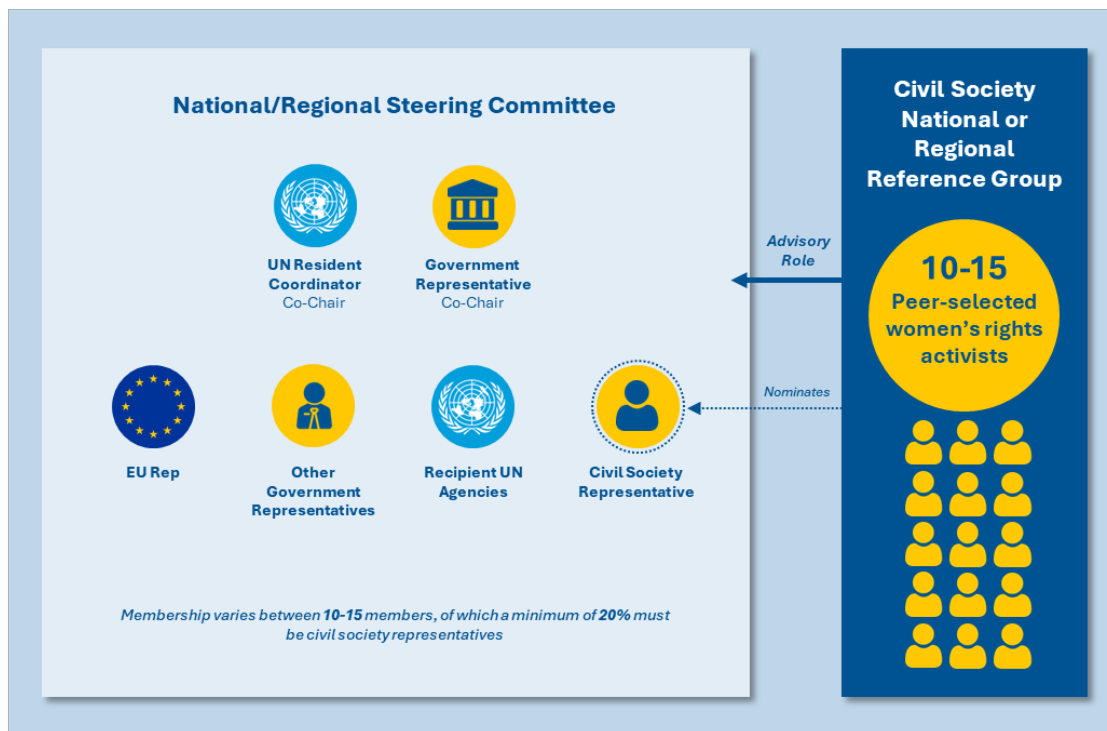 National/Regional Steering Committee
UN Resident
Coordinator
Co-Chair
Government
Representative
Co-Chair
EU Rep
Other
Government
Representatives
Recipient UN
Agencies
Civil Society
Representative
Membership varies between 10-15 members, of which a minimum of 20% must
be civil society representatives
Advisory
Role
Nominates
Civil Society
National or
Regional
Reference Group
10-15
Peer-selected
women’s rights
activists